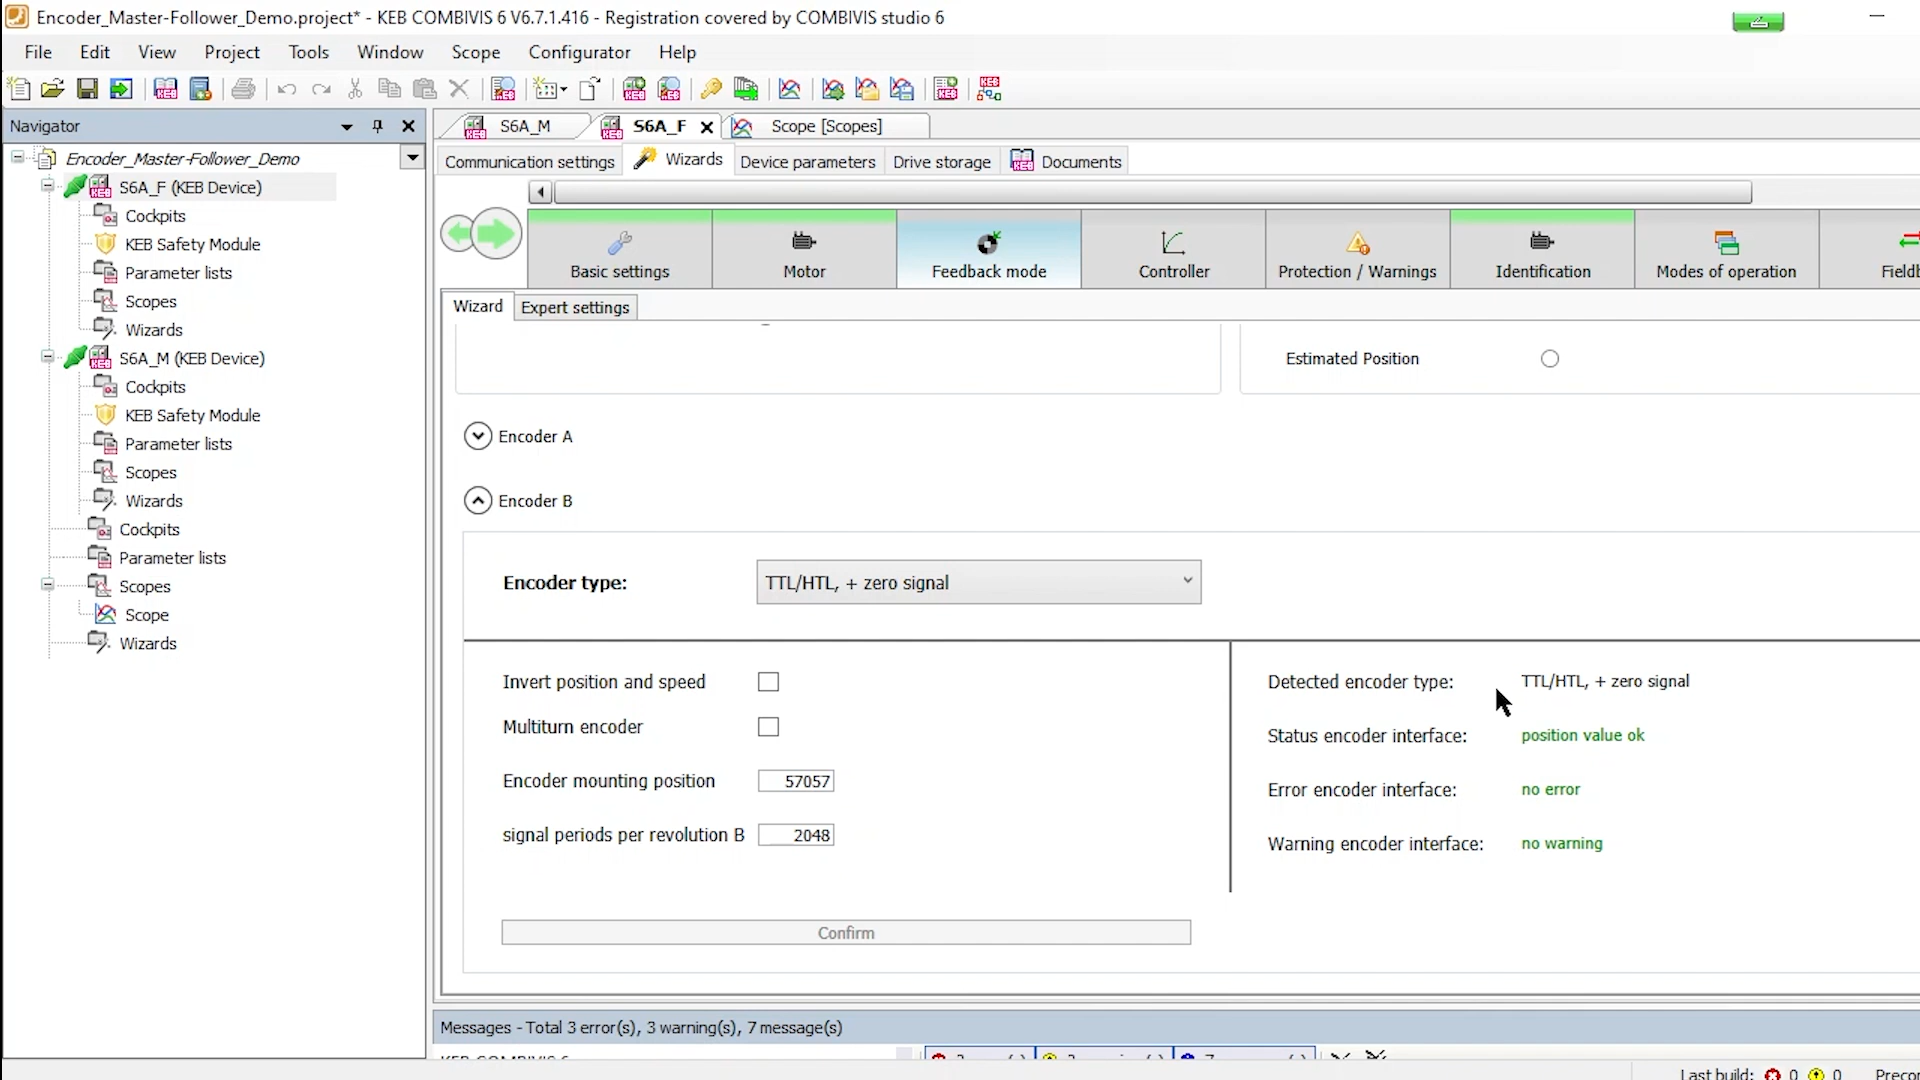 Encoder_Master-Follower_Demo.project* - KEB COMBIVIS 6 V6.7.1.416 - Registration covered by COMBIVIS studio 6
File Edit View Project Tools Window Scope Configurator Help
Navigator
Encoder_Master-Follower_Demo
S6A_F (KEB Device)
Cockpits
KEB Safety Module
Parameter lists
Scopes
Wizards
S6A_M (KEB Device)
Cockpits
KEB Safety Module
Parameter lists
Scopes
Wizards
Cockpits
Parameter lists
Scopes
Scope
Wizards
S6A_M S6A_F Scope [Scopes]
Communication settings Wizards Device parameters Drive storage Documents
Basic settings Motor Feedback mode Controller Protection / Warnings Identification Modes of operation
Wizard Expert settings
Estimated Position
Encoder A
Encoder B
Encoder type: TTL/HTL, + zero signal
Invert position and speed
Multiturn encoder
Encoder mounting position 57057
signal periods per revolution B 2048
Confirm
Detected encoder type: TTL/HTL, + zero signal
Status encoder interface: position value ok
Error encoder interface: no error
Warning encoder interface: no warning
Messages - Total 3 error(s), 3 warning(s), 7 message(s)
KEB COMBIVIS 6
Last build: 0 0